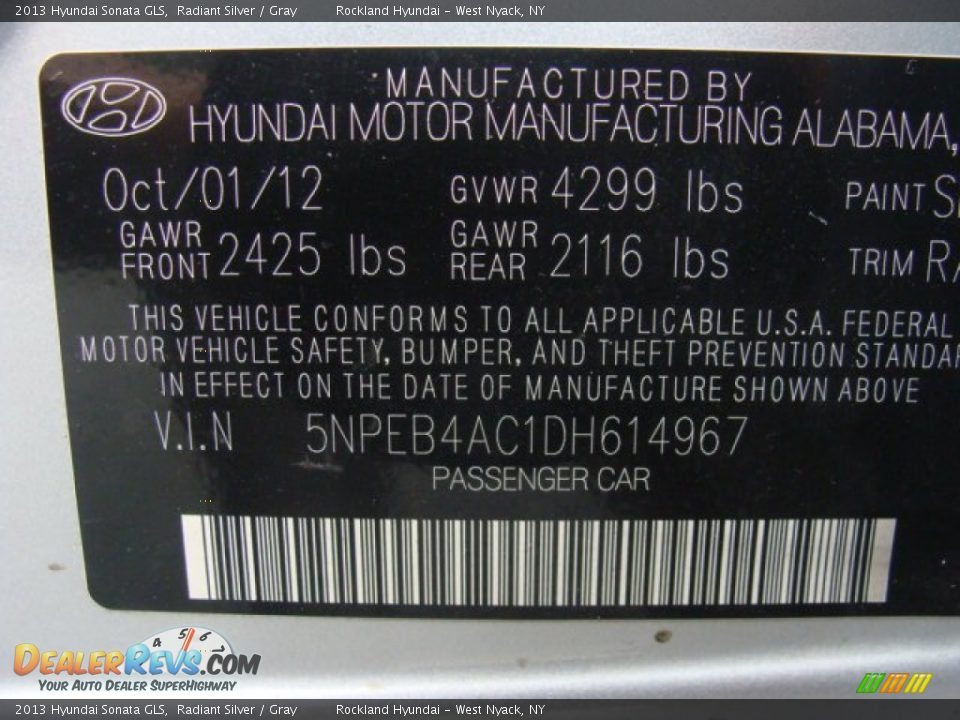 2013 Hyundai Sonata GLS, Radiant Silver / Gray Rockland Hyundai - West Nyack, NY
MANUFACTURED BY
HYUNDAI MOTOR MANUFACTURING ALABAMA,
Oct/01/12 GVWR 4299 lbs PAINT
GAWR FRONT 2425 lbs GAWR REAR 2116 lbs TRIM
THIS VEHICLE CONFORMS TO ALL APPLICABLE U.S.A. FEDERAL
MOTOR VEHICLE SAFETY, BUMPER, AND THEFT PREVENTION STANDAR
IN EFFECT ON THE DATE OF MANUFACTURE SHOWN ABOVE
V.I.N 5NPEB4AC1DH614967
PASSENGER CAR
4 5 6
DEALERREVS.COM
YOUR AUTO DEALER SUPERHIGHWAY
2013 Hyundai Sonata GLS, Radiant Silver / Gray Rockland Hyundai - West Nyack, NY